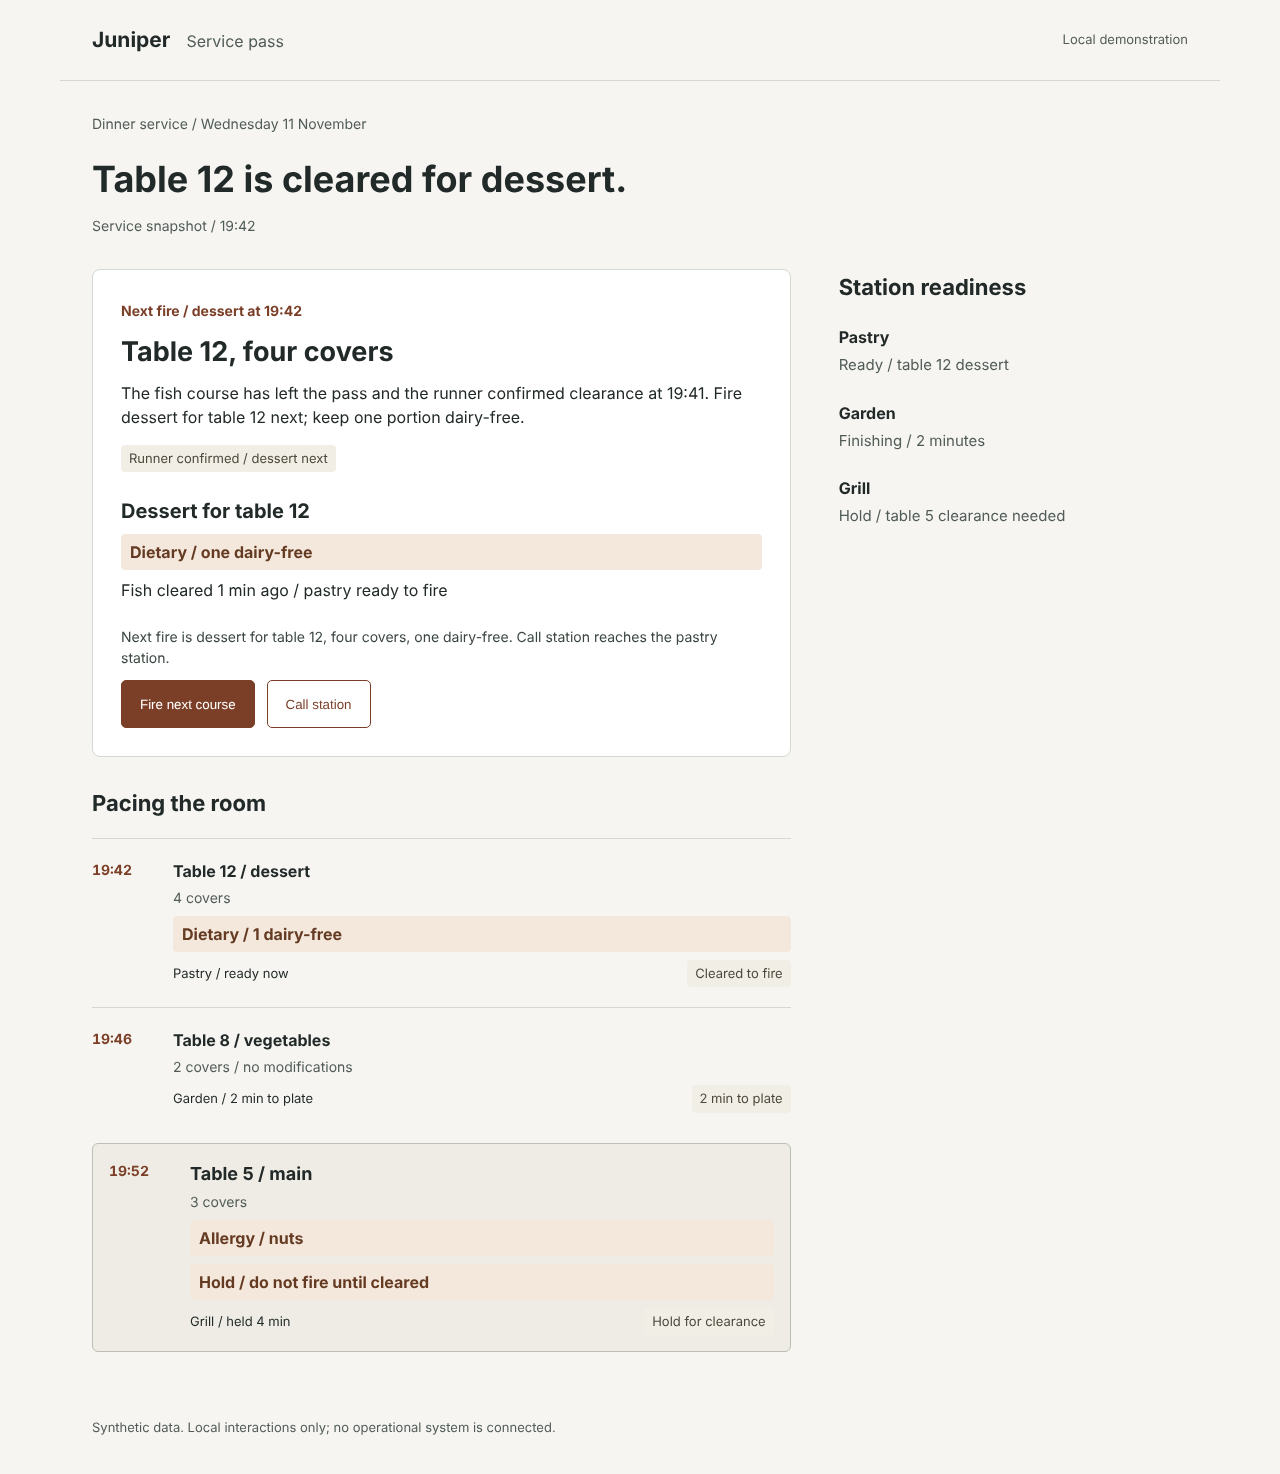 Juniper Service pass
Local demonstration
Dinner service / Wednesday 11 November
Table 12 is cleared for dessert.
Service snapshot / 19:42
Next fire / dessert at 19:42
Table 12, four covers
The fish course has left the pass and the runner confirmed clearance at 19:41. Fire
dessert for table 12 next; keep one portion dairy-free.
Runner confirmed / dessert next
Dessert for table 12
Dietary / one dairy-free
Fish cleared 1 min ago / pastry ready to fire
Next fire is dessert for table 12, four covers, one dairy-free. Call station reaches the pastry
station.
Fire next course
Call station
Station readiness
Pastry
Ready / table 12 dessert
Garden
Finishing / 2 minutes
Grill
Hold / table 5 clearance needed
Pacing the room
19:42
Table 12 / dessert
4 covers
Dietary / 1 dairy-free
Pastry / ready now
Cleared to fire
19:46
Table 8 / vegetables
2 covers / no modifications
Garden / 2 min to plate
2 min to plate
19:52
Table 5 / main
3 covers
Allergy / nuts
Hold / do not fire until cleared
Grill / held 4 min
Hold for clearance
Synthetic data. Local interactions only; no operational system is connected.